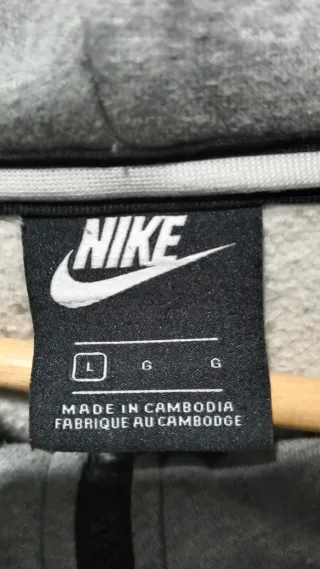 NIKE
L G G
MADE IN CAMBODIA
FABRIQUE AU CAMBODGE